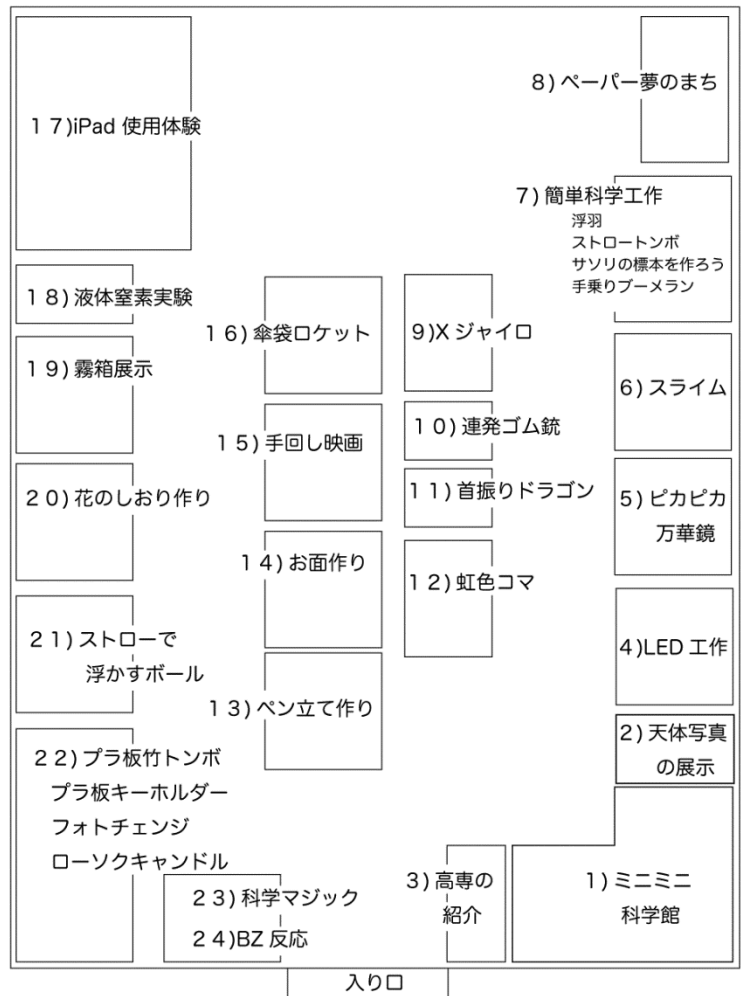 8) ペーパー夢のまち
17)iPad 使用体験
7) 簡単科学工作
浮羽
ストロートンボ
サソリの標本を作ろう
手乗りブーメラン
18) 液体窒素実験
16) 傘袋ロケット
9)X ジャイロ
19) 霧箱展示
6) スライム
10) 連発ゴム銃
15) 手回し映画
11) 首振りドラゴン
20) 花のしおり作り
5) ピカピカ
万華鏡
14) お面作り
12) 虹色コマ
21) ストローで
浮かすボール
4)LED 工作
13) ペン立て作り
2) 天体写真
の展示
22) プラ板竹トンボ
プラ板キーホルダー
フォトチェンジ
ローソクキャンドル
3) 高専の
紹介
1) ミニミニ
科学館
23) 科学マジック
24)BZ 反応
入り口